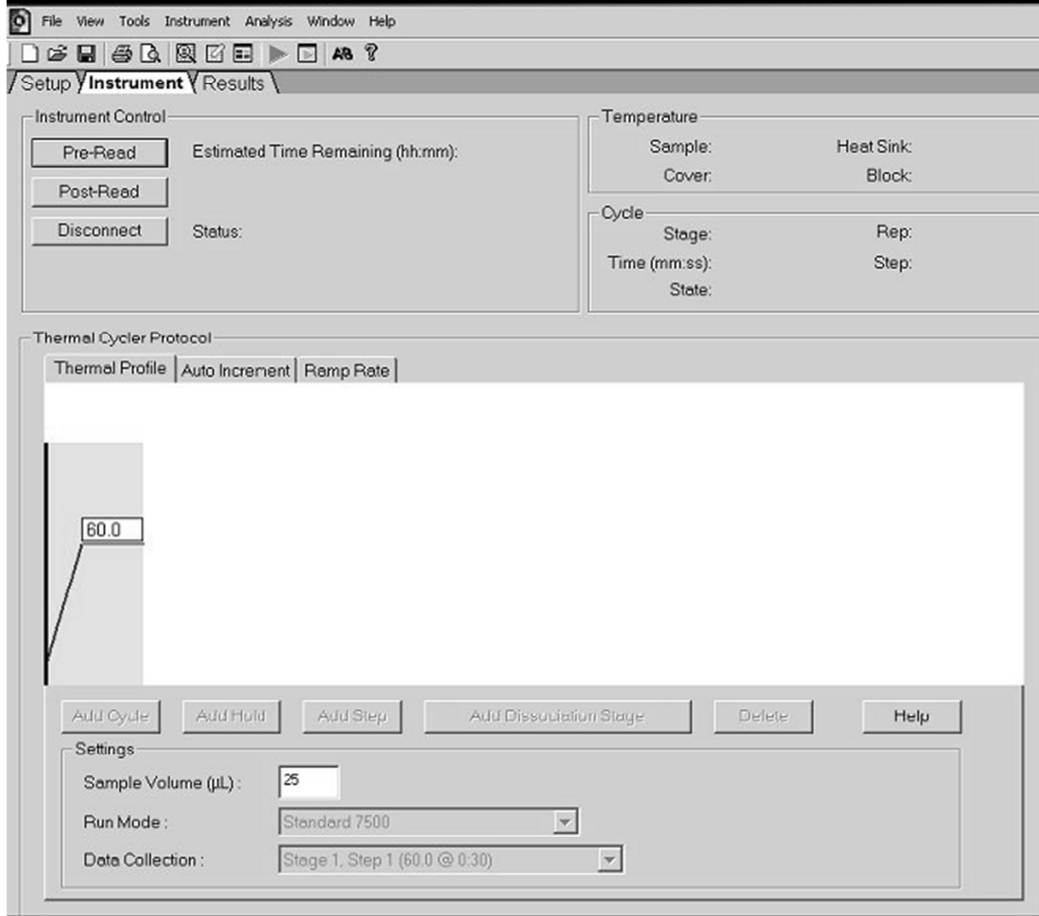 File View Tools Instrument Analysis Window Help
Setup Instrument Results
Instrument Control
Pre-Read Estimated Time Remaining (hh:mm):
Post-Read
Disconnect Status:
Temperature
Sample: Heat Sink:
Cover: Block:
Cycle
Stage: Rep:
Time (mm:ss): Step:
State:
Thermal Cycler Protocol
Thermal Profile Auto Increment Ramp Rate
60.0
Add Cycle Add Hold Add Step Add Dissociation Stage Delete Help
Settings
Sample Volume (µL) : 25
Run Mode : Standard 7500
Data Collection : Stage 1, Step 1 (60.0 @ 0:30)